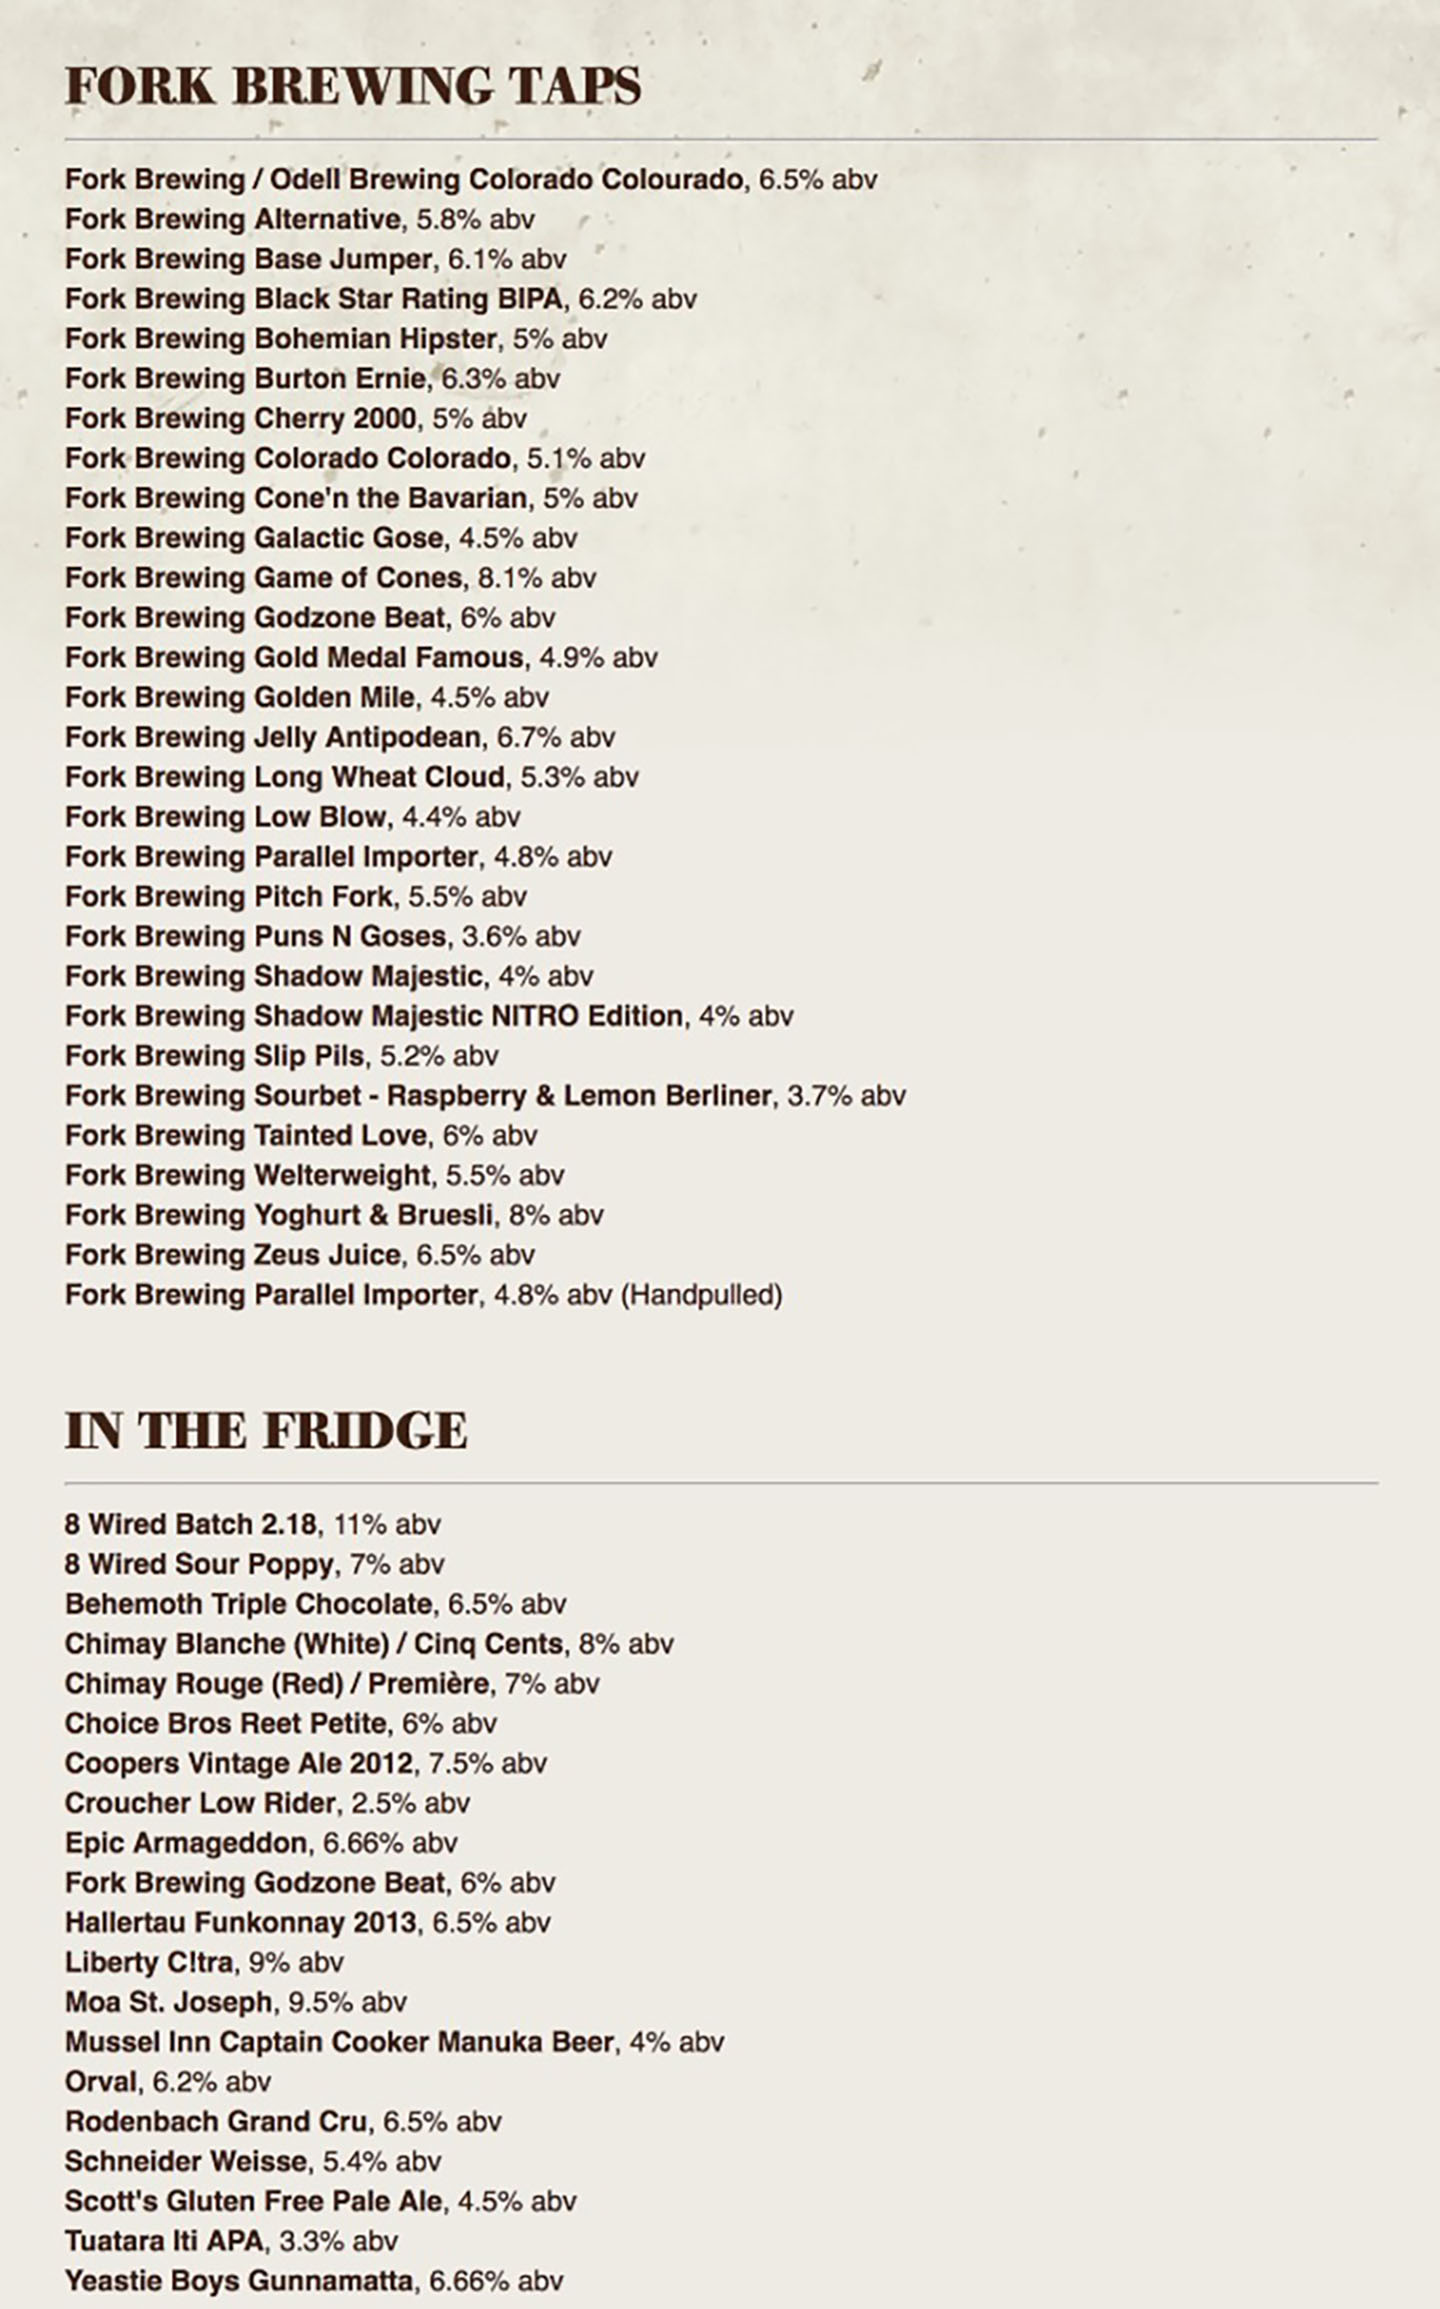 FORK BREWING TAPS
Fork Brewing / Odell Brewing Colorado Colourado, 6.5% abv
Fork Brewing Alternative, 5.8% abv
Fork Brewing Base Jumper, 6.1% abv
Fork Brewing Black Star Rating BIPA, 6.2% abv
Fork Brewing Bohemian Hipster, 5% abv
Fork Brewing Burton Ernie, 6.3% abv
Fork Brewing Cherry 2000, 5% abv
Fork Brewing Colorado Colorado, 5.1% abv
Fork Brewing Cone'n the Bavarian, 5% abv
Fork Brewing Galactic Gose, 4.5% abv
Fork Brewing Game of Cones, 8.1% abv
Fork Brewing Godzone Beat, 6% abv
Fork Brewing Gold Medal Famous, 4.9% abv
Fork Brewing Golden Mile, 4.5% abv
Fork Brewing Jelly Antipodean, 6.7% abv
Fork Brewing Long Wheat Cloud, 5.3% abv
Fork Brewing Low Blow, 4.4% abv
Fork Brewing Parallel Importer, 4.8% abv
Fork Brewing Pitch Fork, 5.5% abv
Fork Brewing Puns N Goses, 3.6% abv
Fork Brewing Shadow Majestic, 4% abv
Fork Brewing Shadow Majestic NITRO Edition, 4% abv
Fork Brewing Slip Pils, 5.2% abv
Fork Brewing Sourbet - Raspberry & Lemon Berliner, 3.7% abv
Fork Brewing Tainted Love, 6% abv
Fork Brewing Welterweight, 5.5% abv
Fork Brewing Yoghurt & Bruesli, 8% abv
Fork Brewing Zeus Juice, 6.5% abv
Fork Brewing Parallel Importer, 4.8% abv (Handpulled)
IN THE FRIDGE
8 Wired Batch 2.18, 11% abv
8 Wired Sour Poppy, 7% abv
Behemoth Triple Chocolate, 6.5% abv
Chimay Blanche (White) / Cinq Cents, 8% abv
Chimay Rouge (Red) / Première, 7% abv
Choice Bros Reet Petite, 6% abv
Coopers Vintage Ale 2012, 7.5% abv
Croucher Low Rider, 2.5% abv
Epic Armageddon, 6.66% abv
Fork Brewing Godzone Beat, 6% abv
Hallertau Funkonnay 2013, 6.5% abv
Liberty C!tra, 9% abv
Moa St. Joseph, 9.5% abv
Mussel Inn Captain Cooker Manuka Beer, 4% abv
Orval, 6.2% abv
Rodenbach Grand Cru, 6.5% abv
Schneider Weisse, 5.4% abv
Scott's Gluten Free Pale Ale, 4.5% abv
Tuatara Iti APA, 3.3% abv
Yeastie Boys Gunnamatta, 6.66% abv